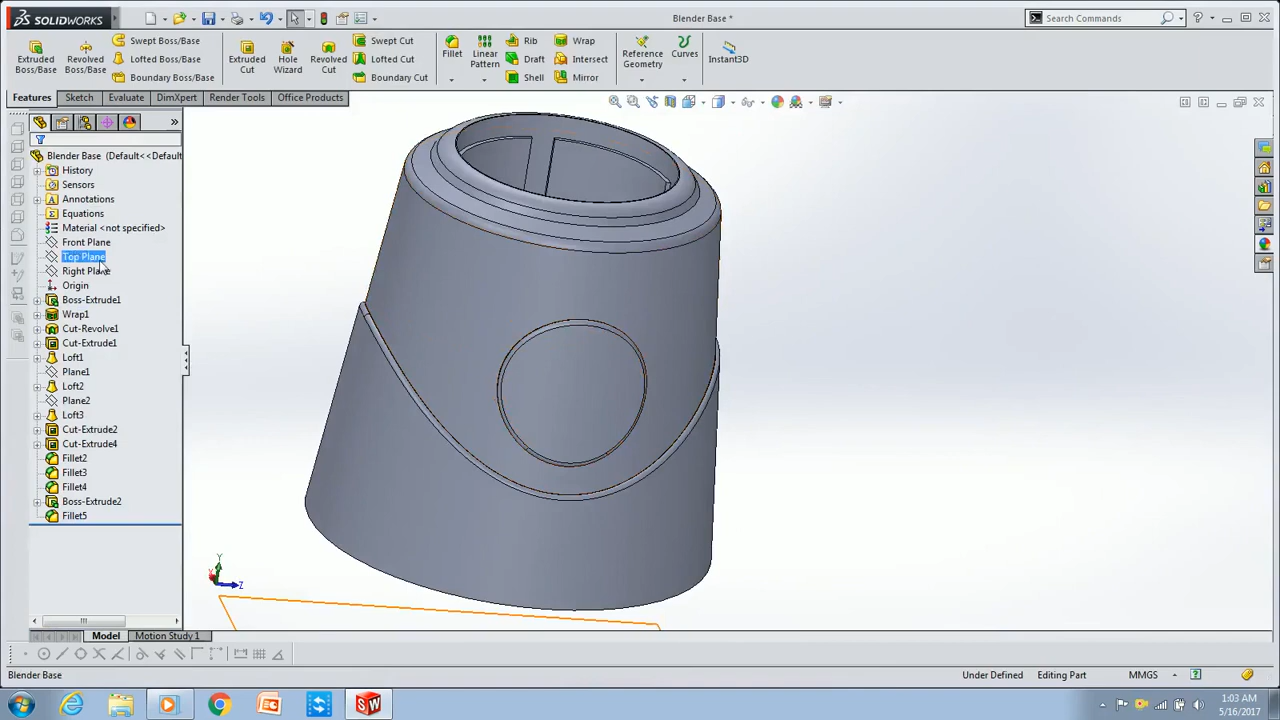 SOLIDWORKS
Blender Base *
Search Commands
Extruded Boss/Base
Revolved Boss/Base
Swept Boss/Base
Lofted Boss/Base
Boundary Boss/Base
Extruded Cut
Hole Wizard
Revolved Cut
Swept Cut
Lofted Cut
Boundary Cut
Fillet
Linear Pattern
Rib
Draft
Shell
Wrap
Intersect
Mirror
Reference Geometry
Curves
Instant3D
Features
Sketch
Evaluate
DimXpert
Render Tools
Office Products
Blender Base (Default<<Default
History
Sensors
Annotations
Equations
Material <not specified>
Front Plane
Top Plane
Right Plane
Origin
Boss-Extrude1
Wrap1
Cut-Revolve1
Cut-Extrude1
Loft1
Plane1
Loft2
Plane2
Loft3
Cut-Extrude2
Cut-Extrude4
Fillet2
Fillet3
Fillet4
Boss-Extrude2
Fillet5
Y
X
Z
Model
Motion Study 1
Blender Base
Under Defined
Editing Part
MMGS
1:03 AM
5/16/2017